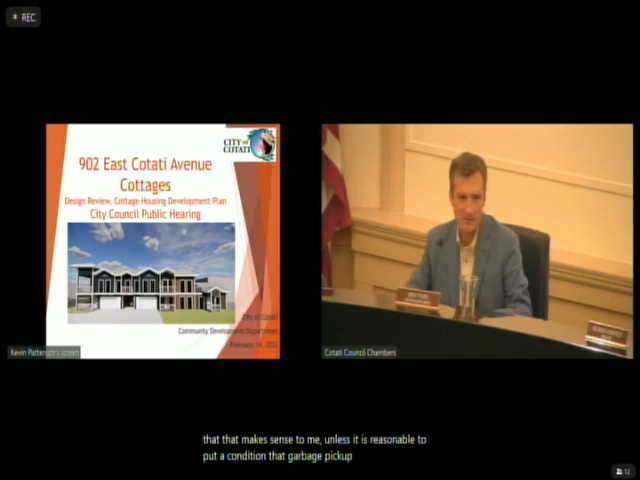 REC
CITY OF
COTATI
902 East Cotati Avenue
Cottages
Design Review, Cottage Housing Development Plan
City Council Public Hearing
City of Cotati
Community Development Department
February 14,
Kevin Patterson's screen
Cotati Council Chambers
that that makes sense to me, unless it is reasonable to
put a condition that garbage pickup
12